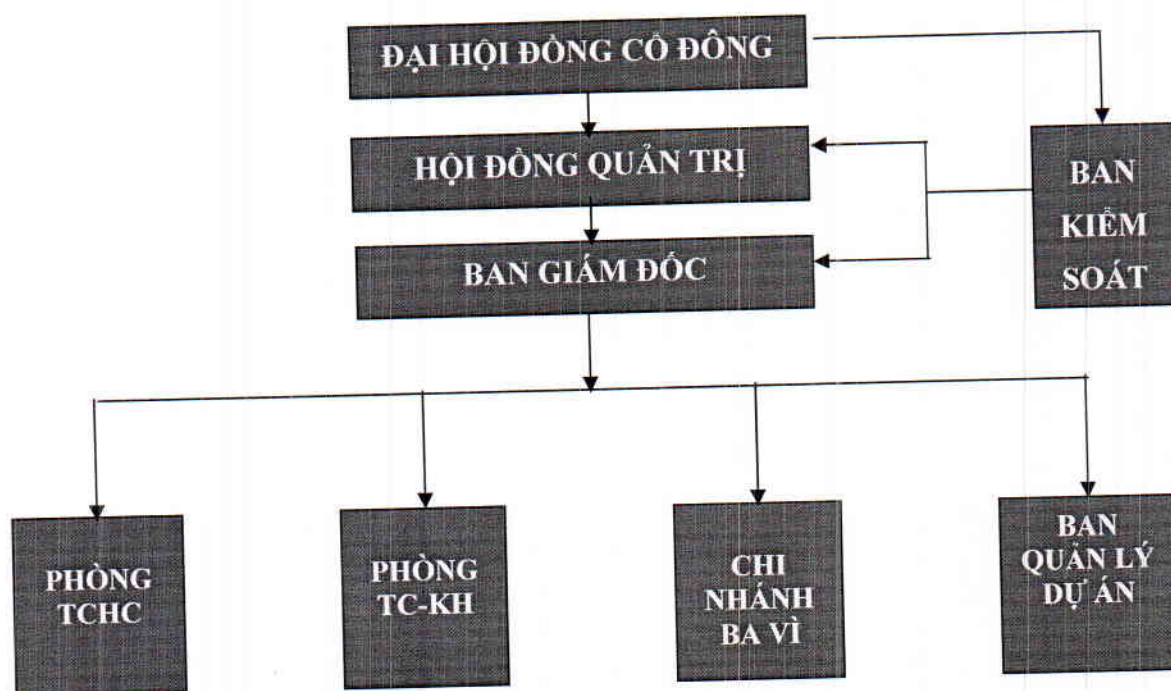 ĐẠI HỘI ĐỒNG CỔ ĐÔNG
HỘI ĐỒNG QUẢN TRỊ
BAN GIÁM ĐỐC
BAN
KIỂM
SOÁT
PHÒNG
TCHC
PHÒNG
TC-KH
CHI
NHÁNH
BA VÌ
BAN
QUẢN LÝ
DỰ ÁN